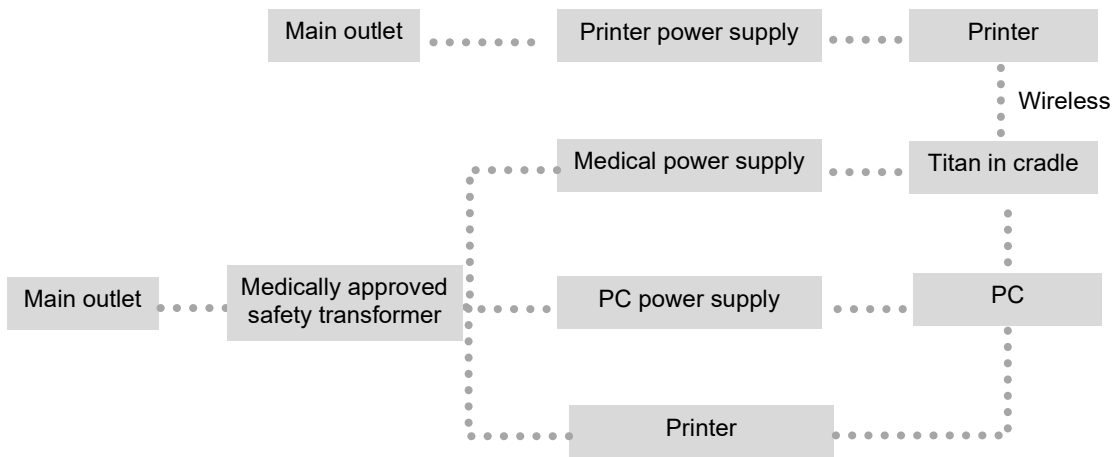 Main outlet
Printer power supply
Printer
Wireless
Medical power supply
Titan in cradle
Main outlet
Medically approved
safety transformer
PC power supply
PC
Printer